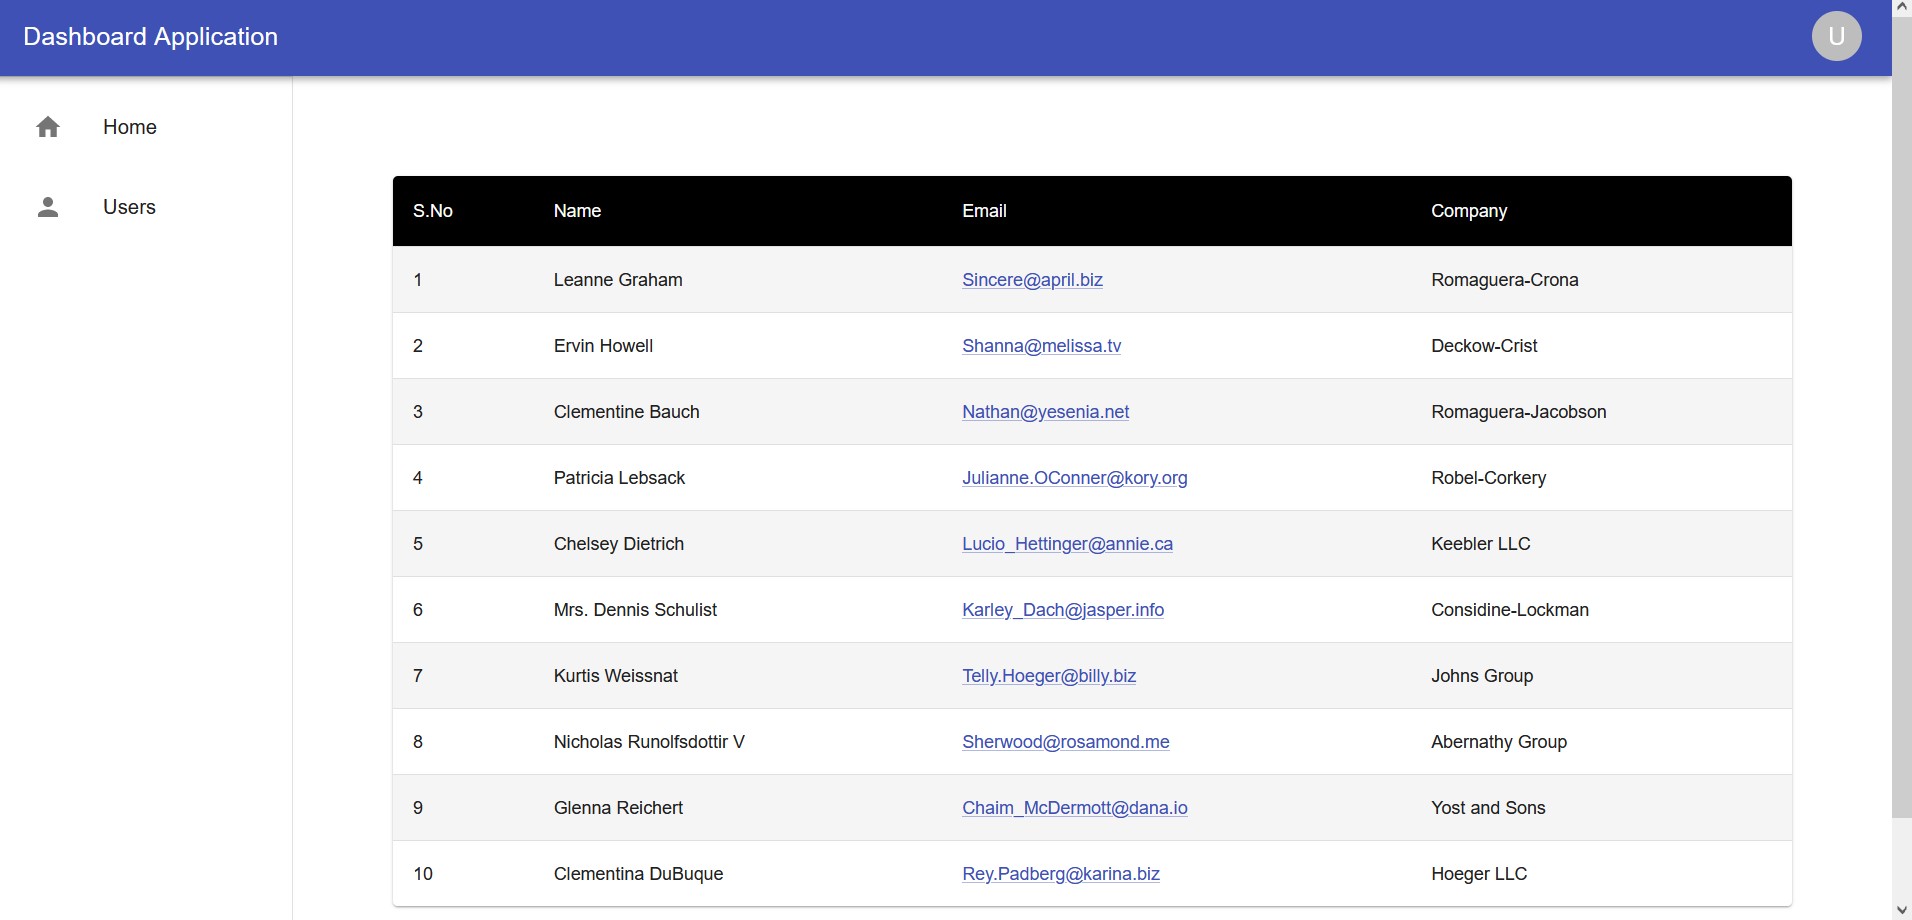 Dashboard Application
U
Home
Users
S.No Name Email Company
1 Leanne Graham Sincere@april.biz Romaguera-Crona
2 Ervin Howell Shanna@melissa.tv Deckow-Crist
3 Clementine Bauch Nathan@yesenia.net Romaguera-Jacobson
4 Patricia Lebsack Julianne.OConner@kory.org Robel-Corkery
5 Chelsey Dietrich Lucio_Hettinger@annie.ca Keebler LLC
6 Mrs. Dennis Schulist Karley_Dach@jasper.info Considine-Lockman
7 Kurtis Weissnat Telly.Hoeger@billy.biz Johns Group
8 Nicholas Runolfsdottir V Sherwood@rosamond.me Abernathy Group
9 Glenna Reichert Chaim_McDermott@dana.io Yost and Sons
10 Clementina DuBuque Rey.Padberg@karina.biz Hoeger LLC